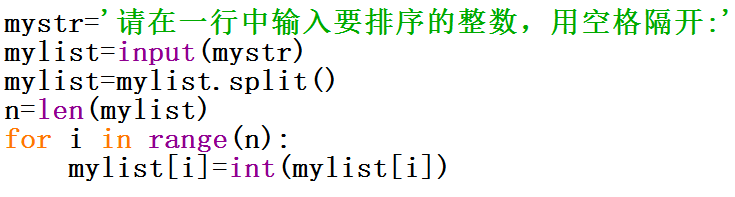 mystr='请在一行中输入要排序的整数，用空格隔开:'
mylist=input(mystr)
mylist=mylist.split()
n=len(mylist)
for i in range(n):
    mylist[i]=int(mylist[i])